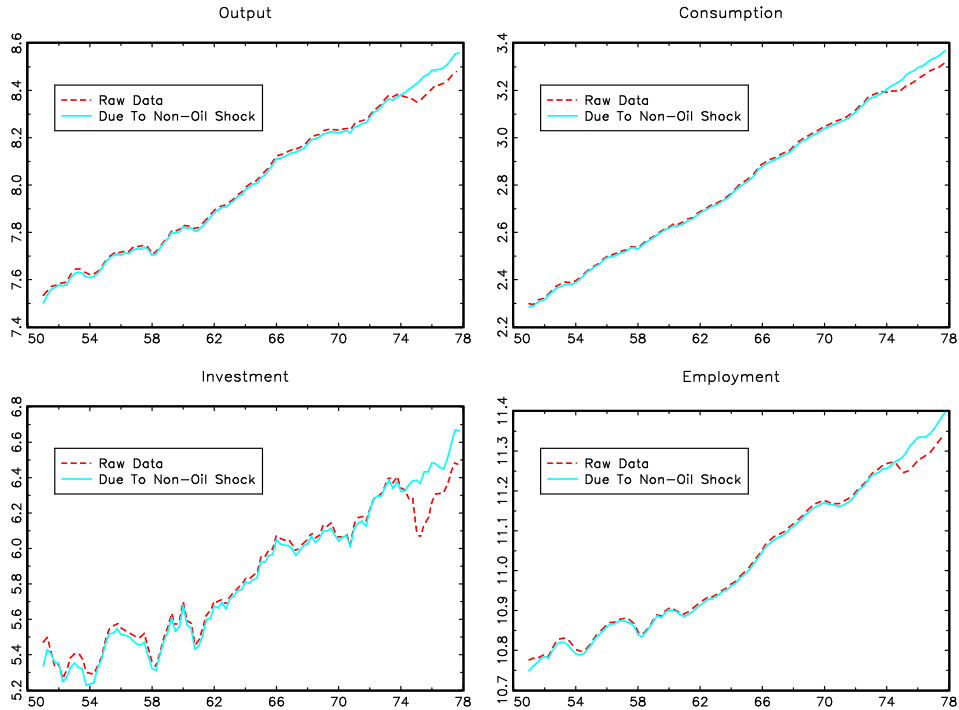 Output
8.6
8.4
8.2
8.0
7.8
7.6
7.4
Raw Data
Due To Non-Oil Shock
50 54 58 62 66 70 74 78
Consumption
3.4
3.2
3.0
2.8
2.6
2.4
2.2
Raw Data
Due To Non-Oil Shock
50 54 58 62 66 70 74 78
Investment
6.8
6.6
6.4
6.2
6.0
5.8
5.6
5.4
5.2
Raw Data
Due To Non-Oil Shock
50 54 58 62 66 70 74 78
Employment
11.4
11.3
11.2
11.1
11.0
10.9
10.8
10.7
Raw Data
Due To Non-Oil Shock
50 54 58 62 66 70 74 78